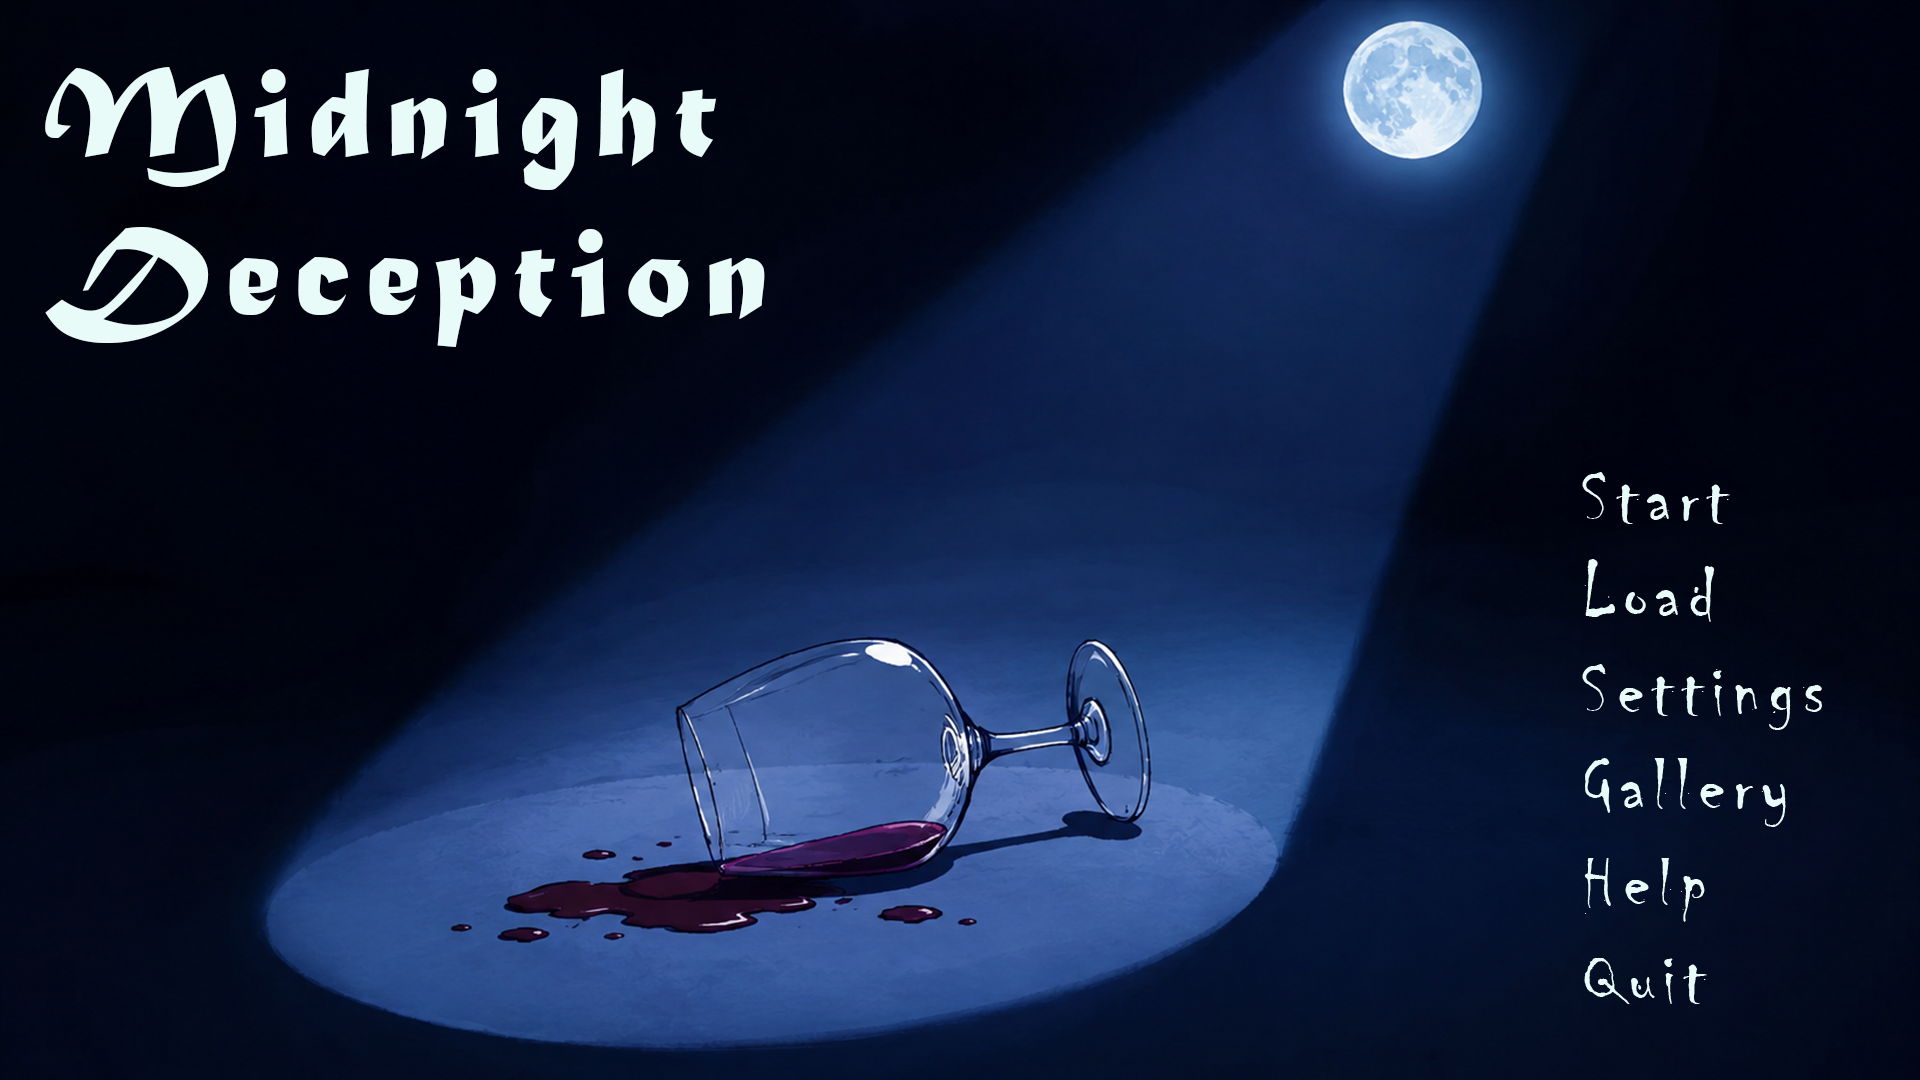 Midnight
Deception
Start
Load
Settings
Gallery
Help
Quit